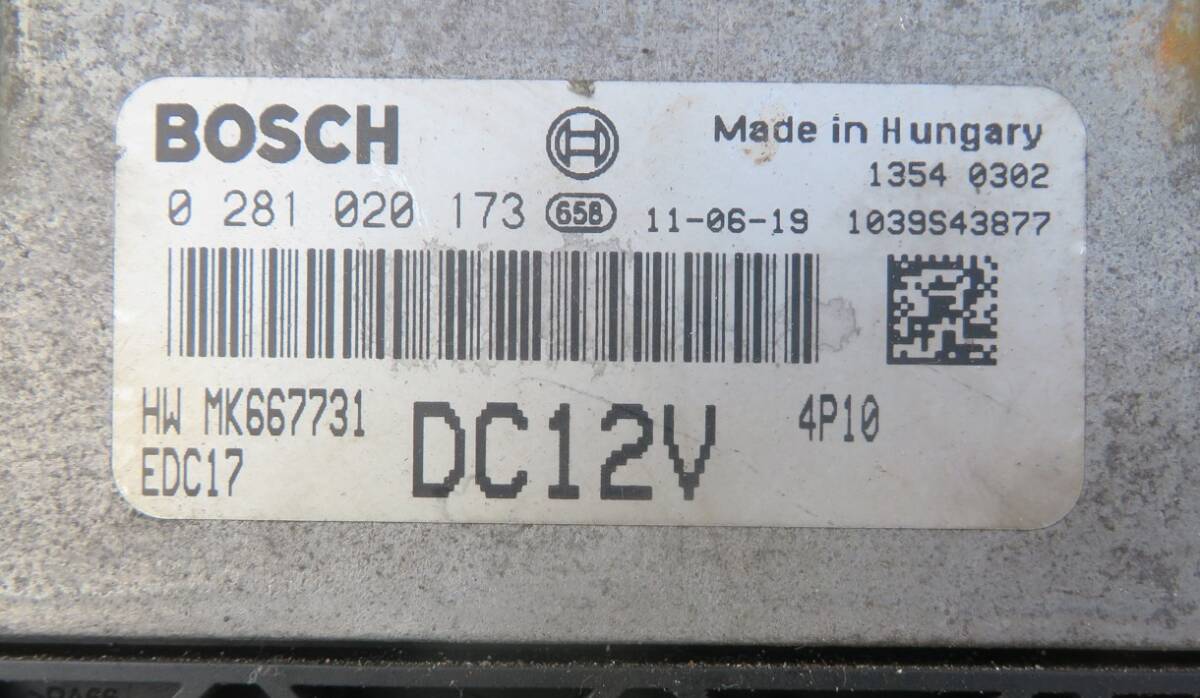 BOSCH
Made in Hungary
1354 0302
0 281 020 173 658 11-06-19 1039S43877
HW MK667731
DC12V
4P10
EDC17